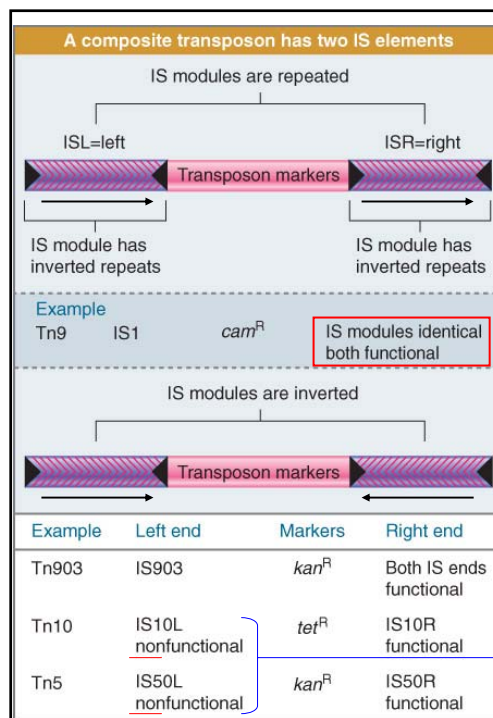 A composite transposon has two IS elements
IS modules are repeated
ISL=left ISR=right
Transposon markers
IS module has IS module has
inverted repeats inverted repeats
Example
Tn9 IS1 camR IS modules identical
both functional
IS modules are inverted
Transposon markers
Example Left end Markers Right end
Tn903 IS903 kanR Both IS ends
functional
Tn10 IS10L tetR IS10R
nonfunctional functional
Tn5 IS50L kanR IS50R
nonfunctional functional